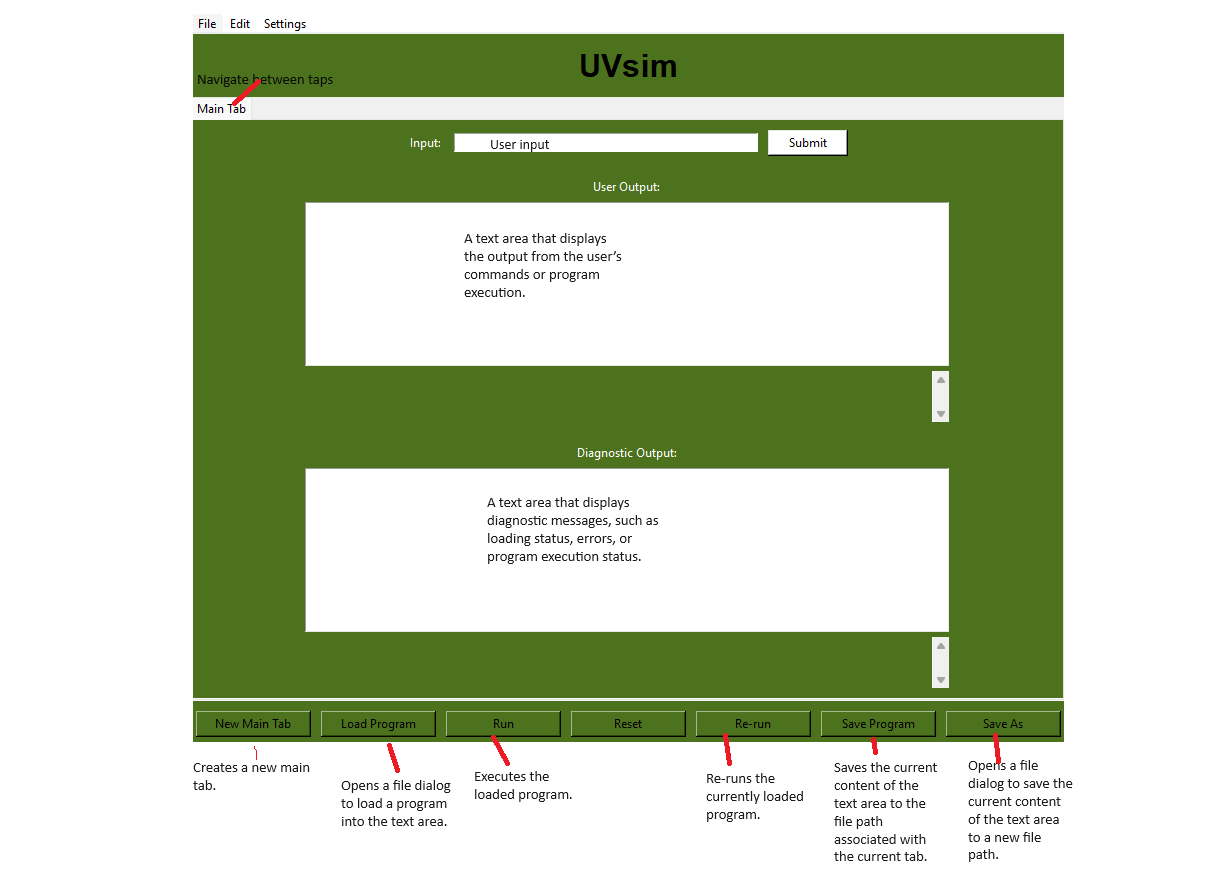 File Edit Settings
UVsim
Navigate between taps
Main Tab
Input: User input Submit
User Output:
A text area that displays
the output from the user’s
commands or program
execution.
Diagnostic Output:
A text area that displays
diagnostic messages, such as
loading status, errors, or
program execution status.
New Main Tab Load Program Run Reset Re-run Save Program Save As
Creates a new main
tab.
Opens a file dialog
to load a program
into the text area.
Executes the
loaded program.
Re-runs the
currently loaded
program.
Saves the current
content of the
text area to the
file path
associated with
the current tab.
Opens a file
dialog to save the
current content
of the text area
to a new file
path.